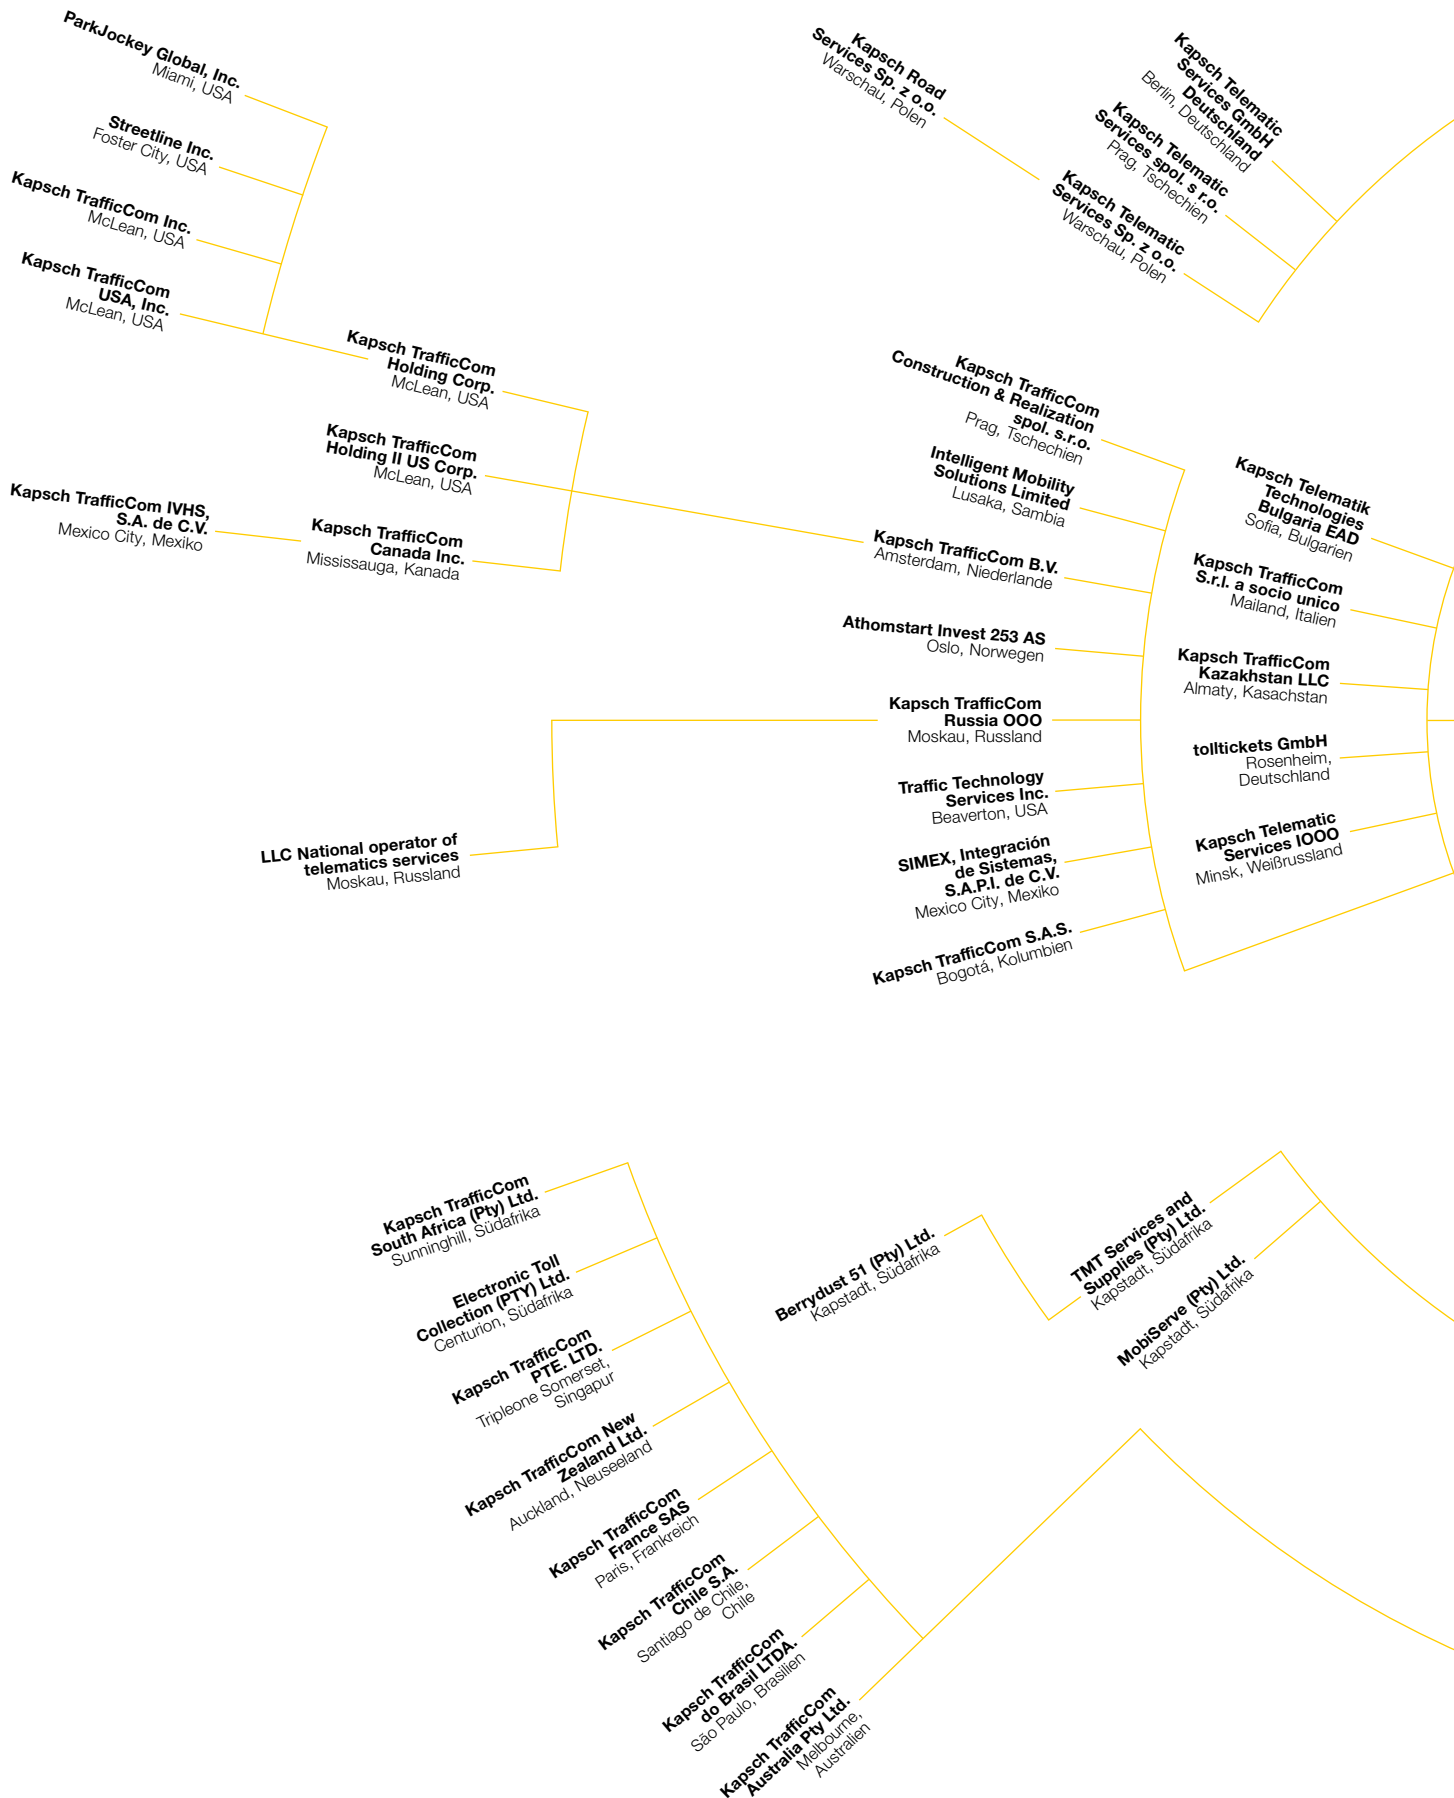 ParkJockey Global, Inc.
Miami, USA
Streetline Inc.
Foster City, USA
Kapsch TrafficCom Inc.
McLean, USA
Kapsch TrafficCom
USA, Inc.
McLean, USA
Kapsch TrafficCom
Holding Corp.
McLean, USA
Kapsch TrafficCom
Holding II US Corp.
McLean, USA
Kapsch TrafficCom IVHS,
S.A. de C.V.
Mexico City, Mexiko
Kapsch TrafficCom
Canada Inc.
Mississauga, Kanada
LLC National operator of
telematics services
Moskau, Russland
Kapsch Road
Services Sp. z o.o.
Warschau, Polen
Kapsch Telematic
Services GmbH
Deutschland
Berlin, Deutschland
Kapsch Telematic
Services spol. s r.o.
Prag, Tschechien
Kapsch Telematic
Services Sp. z o.o.
Warschau, Polen
Kapsch TrafficCom
Construction & Realization
spol. s.r.o.
Prag, Tschechien
Intelligent Mobility
Solutions Limited
Lusaka, Sambia
Kapsch TrafficCom B.V.
Amsterdam, Niederlande
Athomstart Invest 253 AS
Oslo, Norwegen
Kapsch TrafficCom
Russia OOO
Moskau, Russland
Traffic Technology
Services Inc.
Beaverton, USA
SIMEX, Integración
de Sistemas,
S.A.P.I. de C.V.
Mexico City, Mexiko
Kapsch TrafficCom S.A.S.
Bogotá, Kolumbien
Kapsch Telematik
Technologies
Bulgaria EAD
Sofia, Bulgarien
Kapsch TrafficCom
S.r.l. a socio unico
Mailand, Italien
Kapsch TrafficCom
Kazakhstan LLC
Almaty, Kasachstan
tolltickets GmbH
Rosenheim,
Deutschland
Kapsch Telematic
Services IOOO
Minsk, Weißrussland
Kapsch TrafficCom
South Africa (Pty) Ltd.
Sunninghill, Südafrika
Electronic Toll
Collection (PTY) Ltd.
Centurion, Südafrika
Kapsch TrafficCom
PTE. LTD.
Tripleone Somerset,
Singapur
Kapsch TrafficCom New
Zealand Ltd.
Auckland, Neuseeland
Kapsch TrafficCom
France SAS
Paris, Frankreich
Kapsch TrafficCom
Chile S.A.
Santiago de Chile,
Chile
Kapsch TrafficCom
do Brasil LTDA.
São Paulo, Brasilien
Kapsch TrafficCom
Australia Pty Ltd.
Melbourne,
Australien
Berrydust 51 (Pty) Ltd.
Kapstadt, Südafrika
TMT Services and
Supplies (Pty) Ltd.
Kapstadt, Südafrika
MobiServe (Pty) Ltd.
Kapstadt, Südafrika